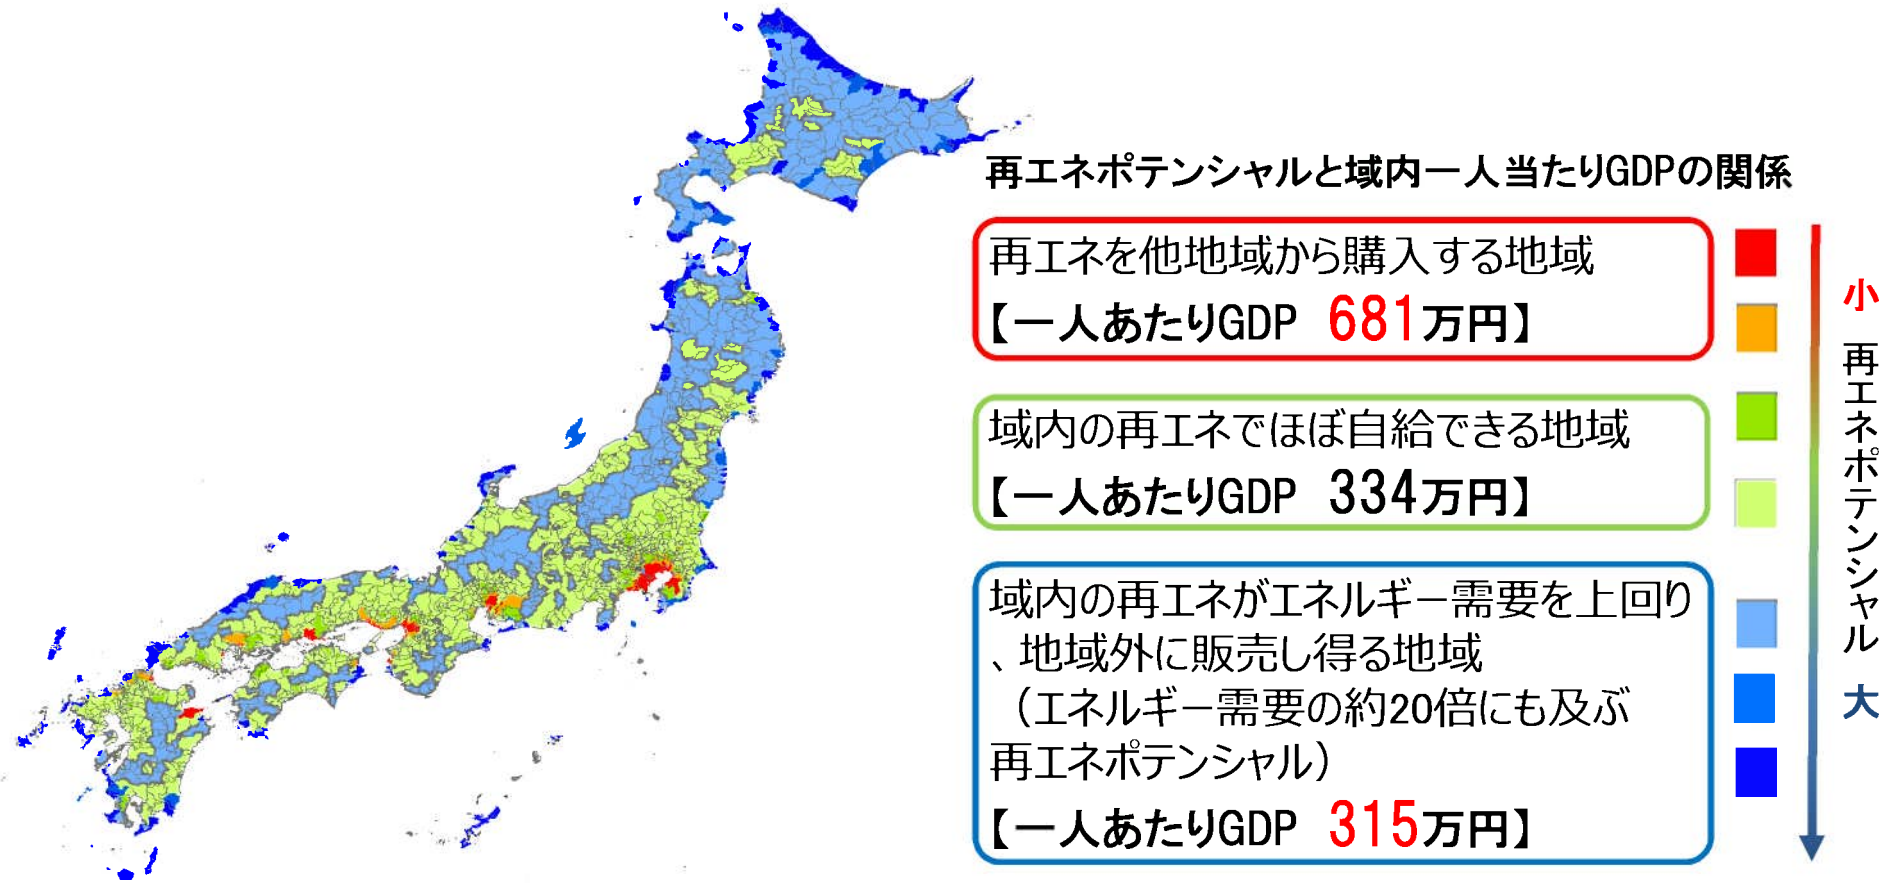 再エネポテンシャルと域内一人当たりGDPの関係
再エネを他地域から購入する地域
【一人あたりGDP 681万円】
域内の再エネでほぼ自給できる地域
【一人あたりGDP 334万円】
域内の再エネがエネルギー需要を上回り
、地域外に販売し得る地域
（エネルギー需要の約20倍にも及ぶ
再エネポテンシャル）
【一人あたりGDP 315万円】
小 再エネポテンシャル 大